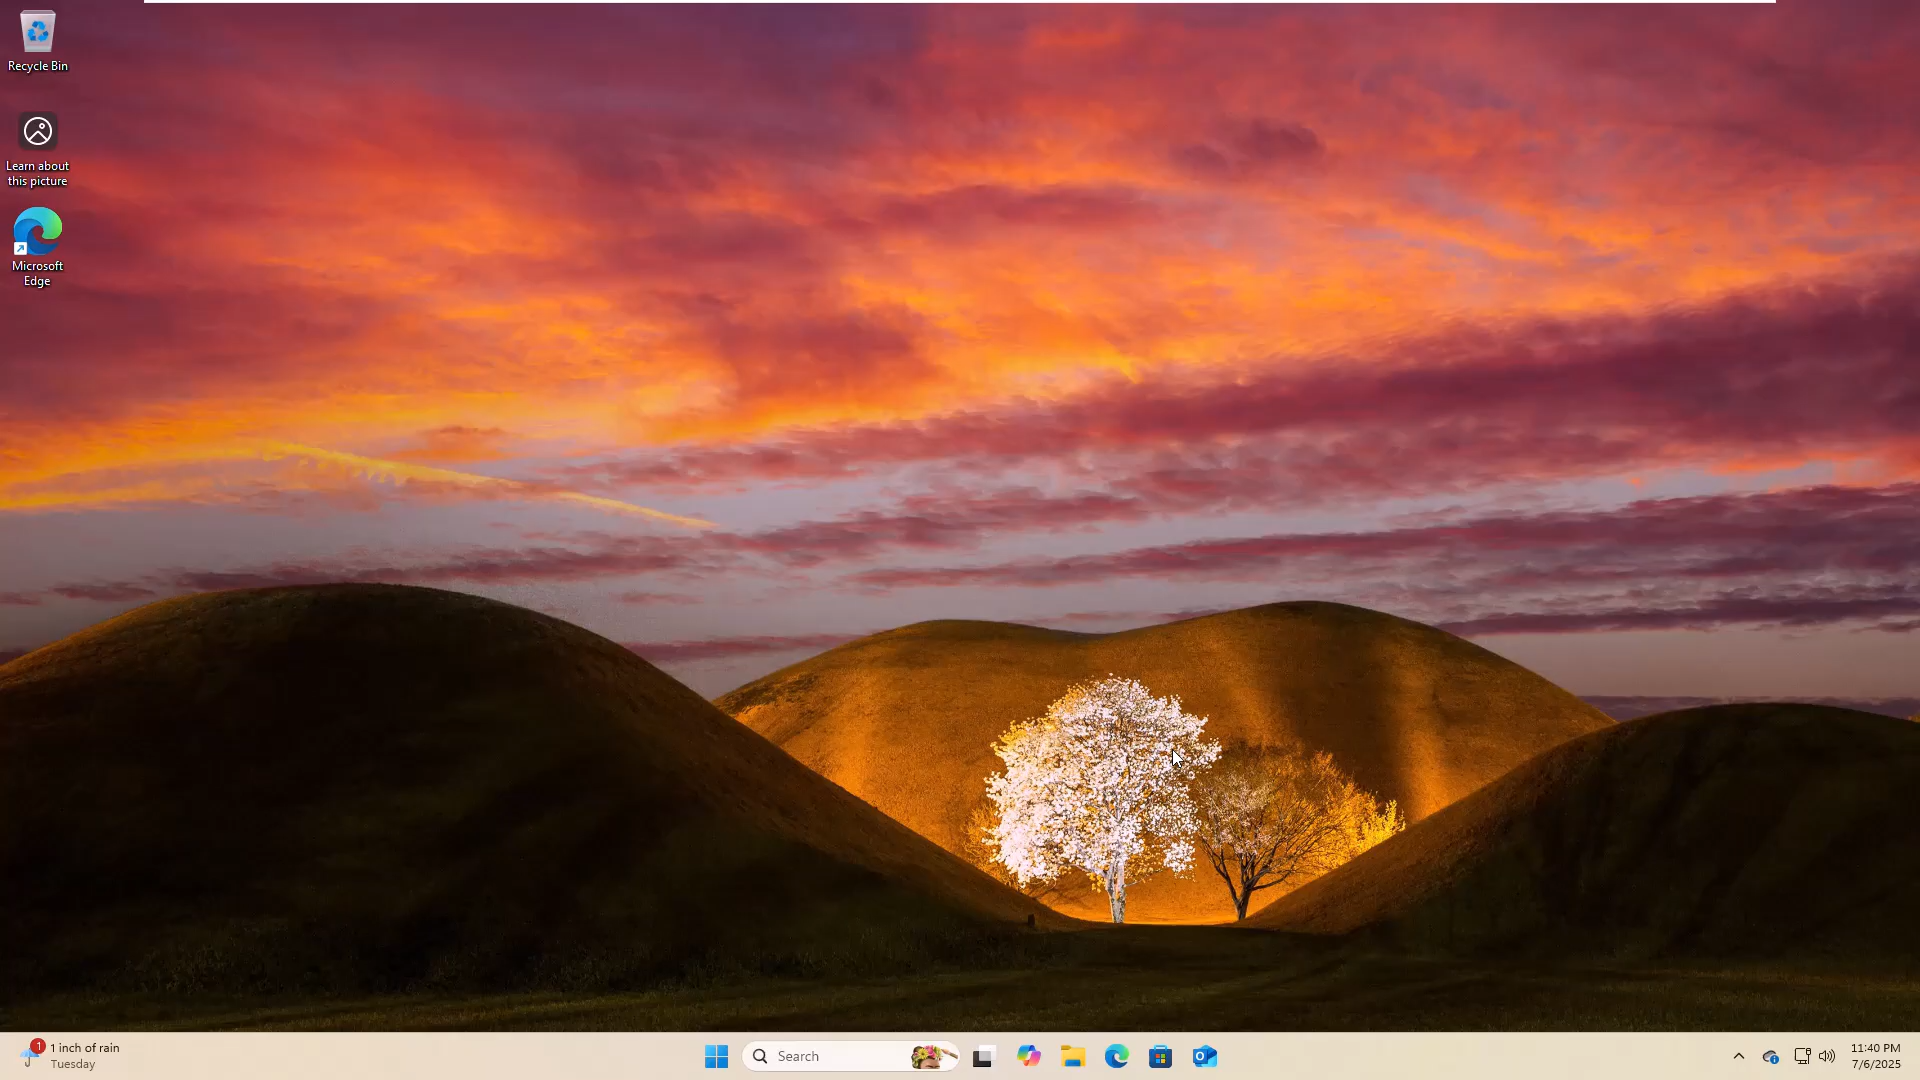 Recycle Bin
Learn about
this picture
Microsoft
Edge
1
1 inch of rain
Tuesday
Search
11:40 PM
7/6/2025